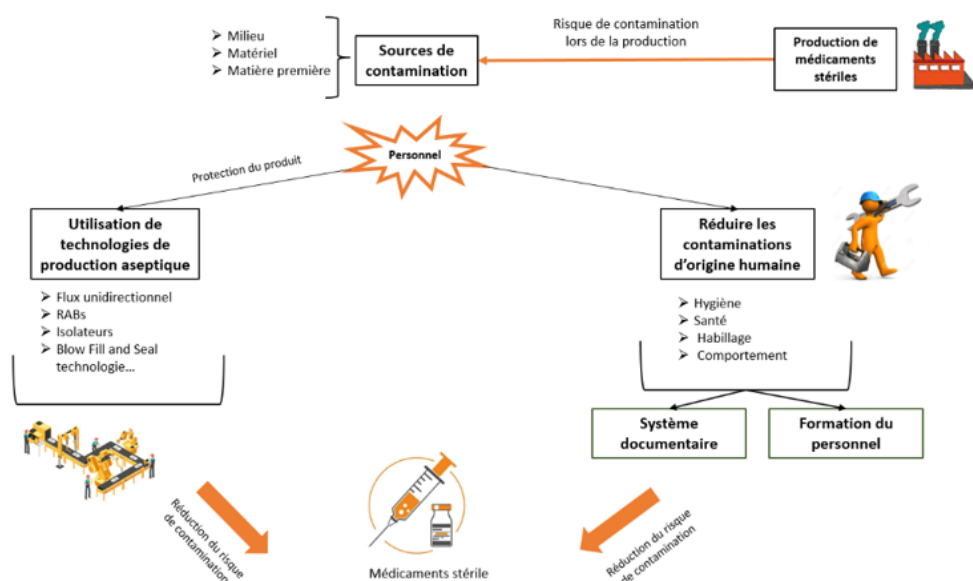 Risque de contamination
lors de la production
➢ Milieu
➢ Matériel
➢ Matière première
Sources de
contamination
Production de
médicaments
stériles
Personnel
Protection du produit
Utilisation de
technologies de
production aseptique
Réduire les
contaminations
d'origine humaine
➢ Flux unidirectionnel
➢ RABs
➢ Isolateurs
➢ Blow Fill and Seal
technologie...
➢ Hygiène
➢ Santé
➢ Habillage
➢ Comportement
Système
documentaire
Formation du
personnel
Réduction du risque
de contamination
Médicaments stérile
Réduction du risque
de contamination